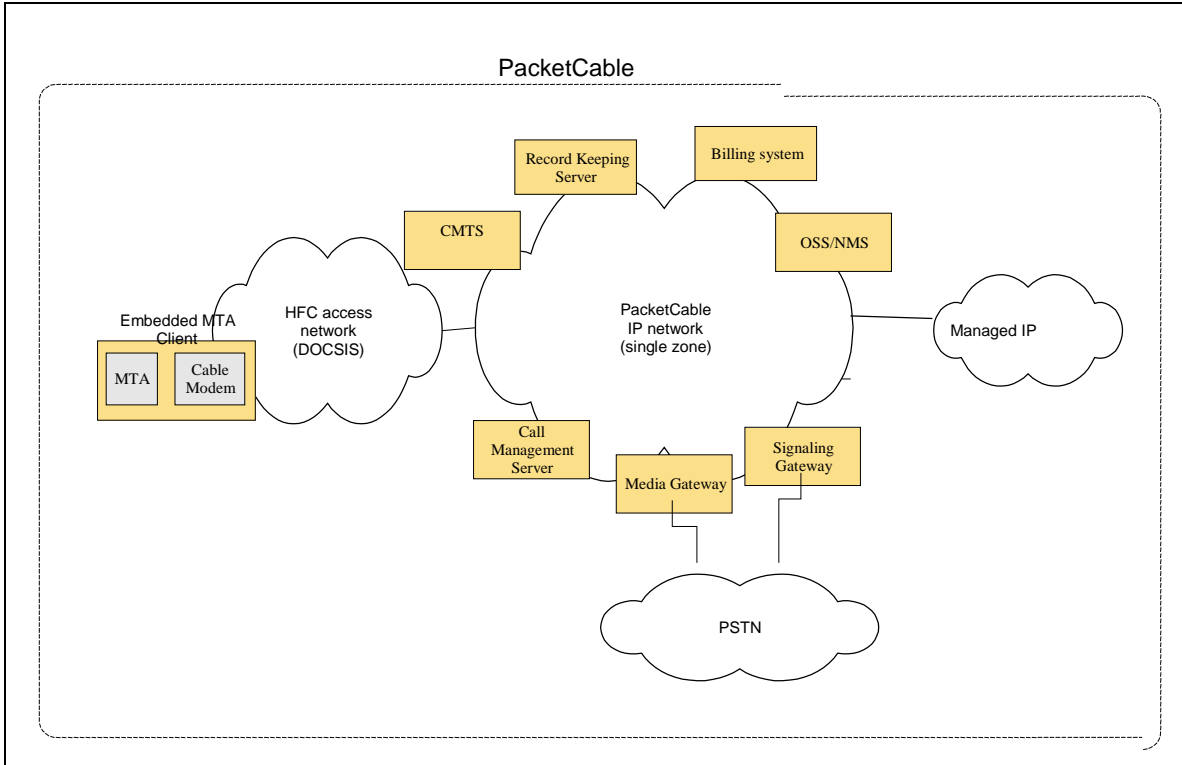 PacketCable
Record Keeping
Server
Billing system
CMTS
OSS/NMS
HFC access
network
(DOCSIS)
PacketCable
IP network
(single zone)
Managed IP
Embedded MTA
Client
MTA
Cable
Modem
Call
Management
Server
Media Gateway
Signaling
Gateway
PSTN